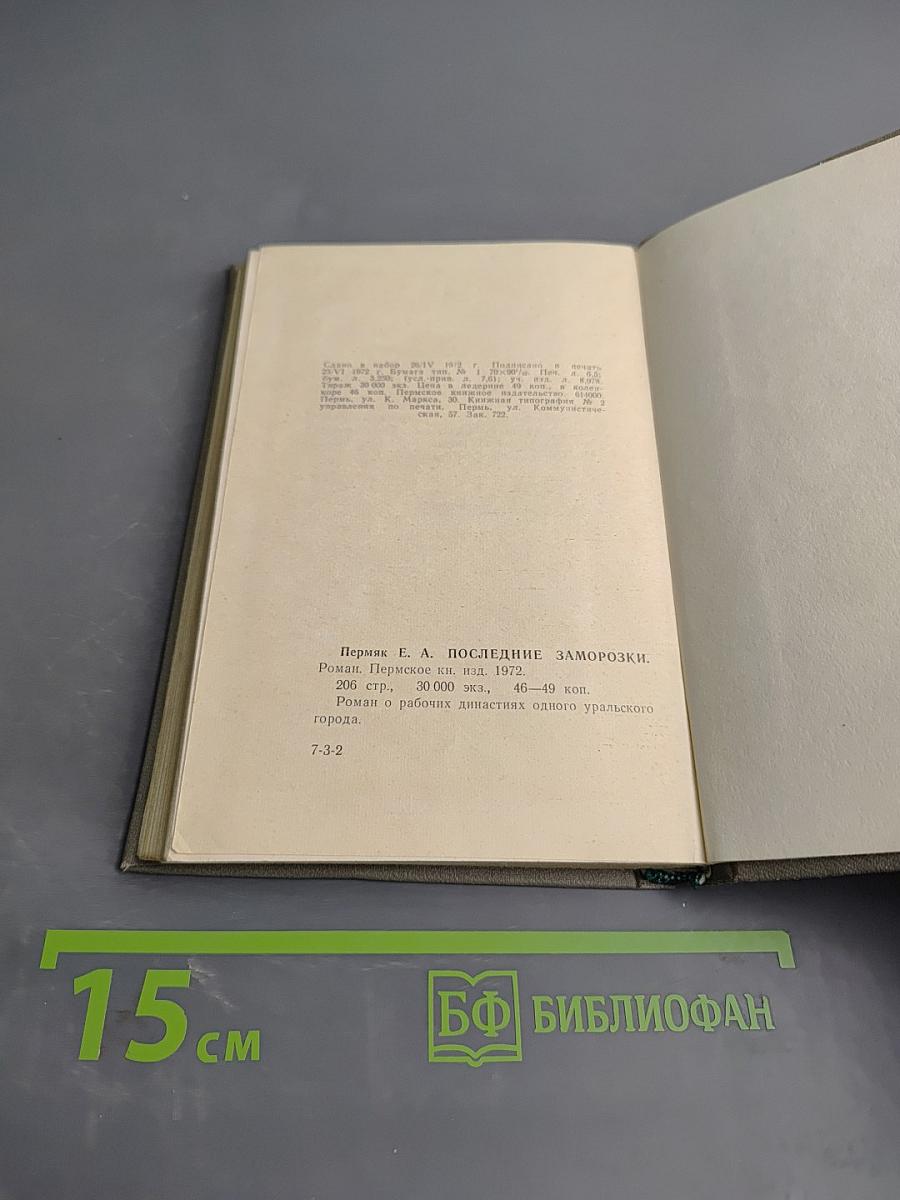 Сдано в набор 26/IV 1972 г. Подписано в печать
23/VI 1972 г. Бумага тип. № 1 70×90¹/₃₂. Печ. л. 6,5;
бум. л. 3,250; (усл.-прив. л. 7,6); уч. изд. л. 8,078.
Тираж 30 000 экз. Цена в ледерине 49 коп., в колен-
коре 46 коп. Пермское книжное издательство. 614000
Пермь, ул. К. Маркса, 30. Книжная типография № 2
управления по печати. Пермь, ул. Коммунистиче-
ская, 57. Зак. 722.
Пермяк Е. А. ПОСЛЕДНИЕ ЗАМОРОЗКИ.
Роман. Пермское кн. изд. 1972.
206 стр., 30 000 экз., 46—49 коп.
Роман о рабочих династиях одного уральского
города.
7-3-2
15 см
БФ БИБЛИОФАН